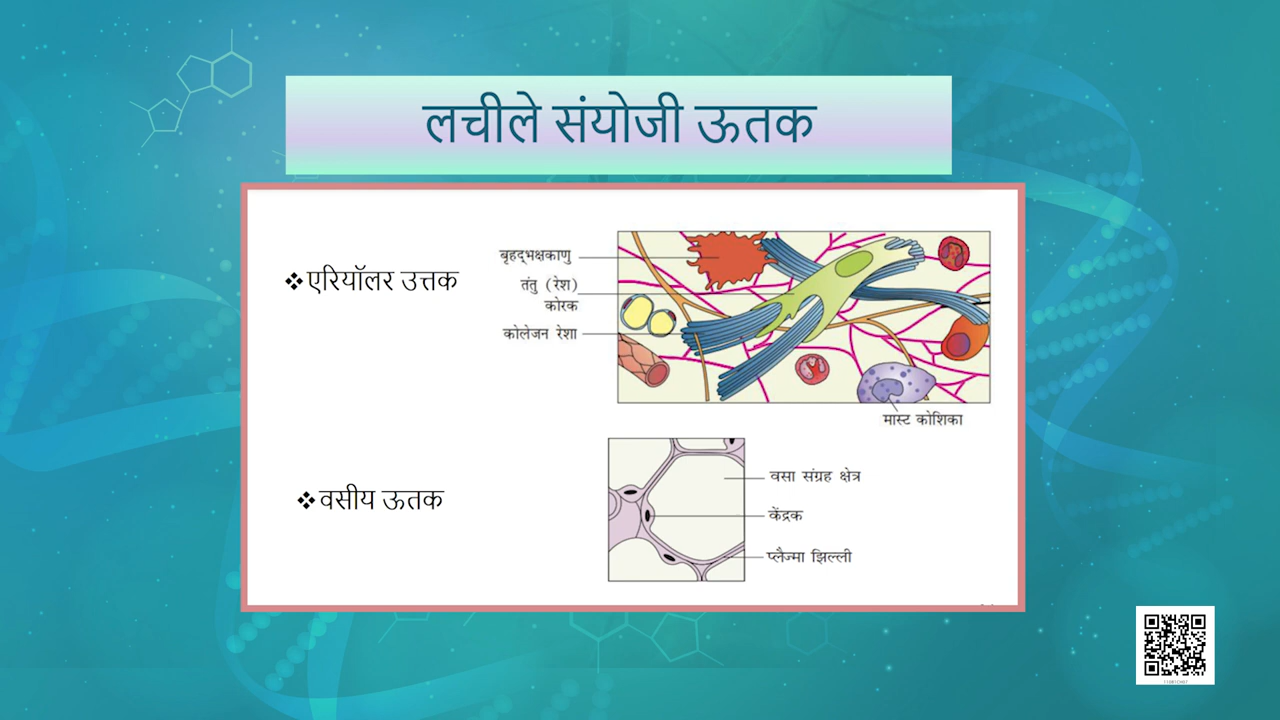 लचीले संयोजी ऊतक
❖एरियॉलर उत्तक
बृहद्भक्षकाणु
तंतु (रेश)
कोरक
कोलेजन रेशा
मास्ट कोशिका
❖वसीय ऊतक
वसा संग्रह क्षेत्र
केंद्रक
प्लैज्मा झिल्ली